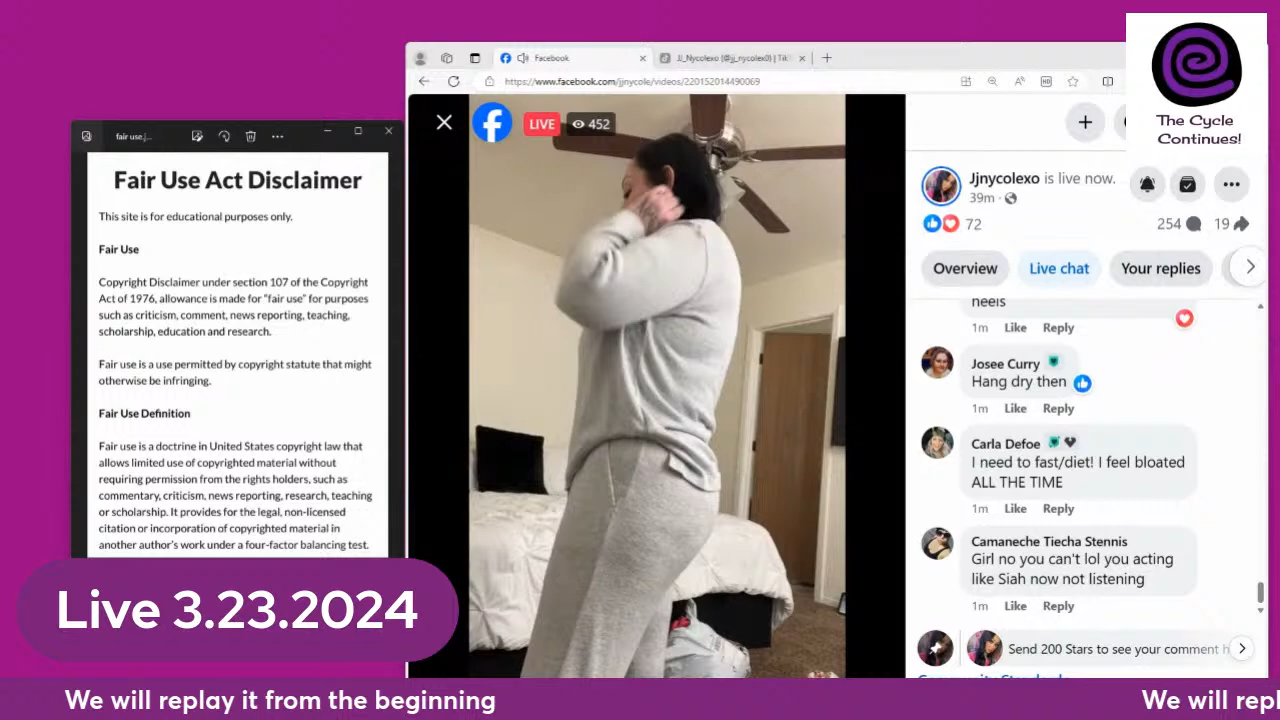 The Cycle
Continues!
Facebook
JJ_Nycolexo (@jj_nycolex0) | Tik
https://www.facebook.com/jjnycole/videos/220152014490069
fair use.j...
Fair Use Act Disclaimer
This site is for educational purposes only.
Fair Use
Copyright Disclaimer under section 107 of the Copyright
Act of 1976, allowance is made for “fair use” for purposes
such as criticism, comment, news reporting, teaching,
scholarship, education and research.
Fair use is a use permitted by copyright statute that might
otherwise be infringing.
Fair Use Definition
Fair use is a doctrine in United States copyright law that
allows limited use of copyrighted material without
requiring permission from the rights holders, such as
commentary, criticism, news reporting, research, teaching
or scholarship. It provides for the legal, non-licensed
citation or incorporation of copyrighted material in
another author’s work under a four-factor balancing test.
LIVE
452
Jjnycolexo is live now.
39m
72
254
19
Overview
Live chat
Your replies
heels
1m Like Reply
Josee Curry
Hang dry then
1m Like Reply
Carla Defoe
I need to fast/diet! I feel bloated
ALL THE TIME
1m Like Reply
Camaneche Tiecha Stennis
Girl no you can't lol you acting
like Siah now not listening
1m Like Reply
Send 200 Stars to see your comment h
Live 3.23.2024
We will replay it from the beginning
We will repl